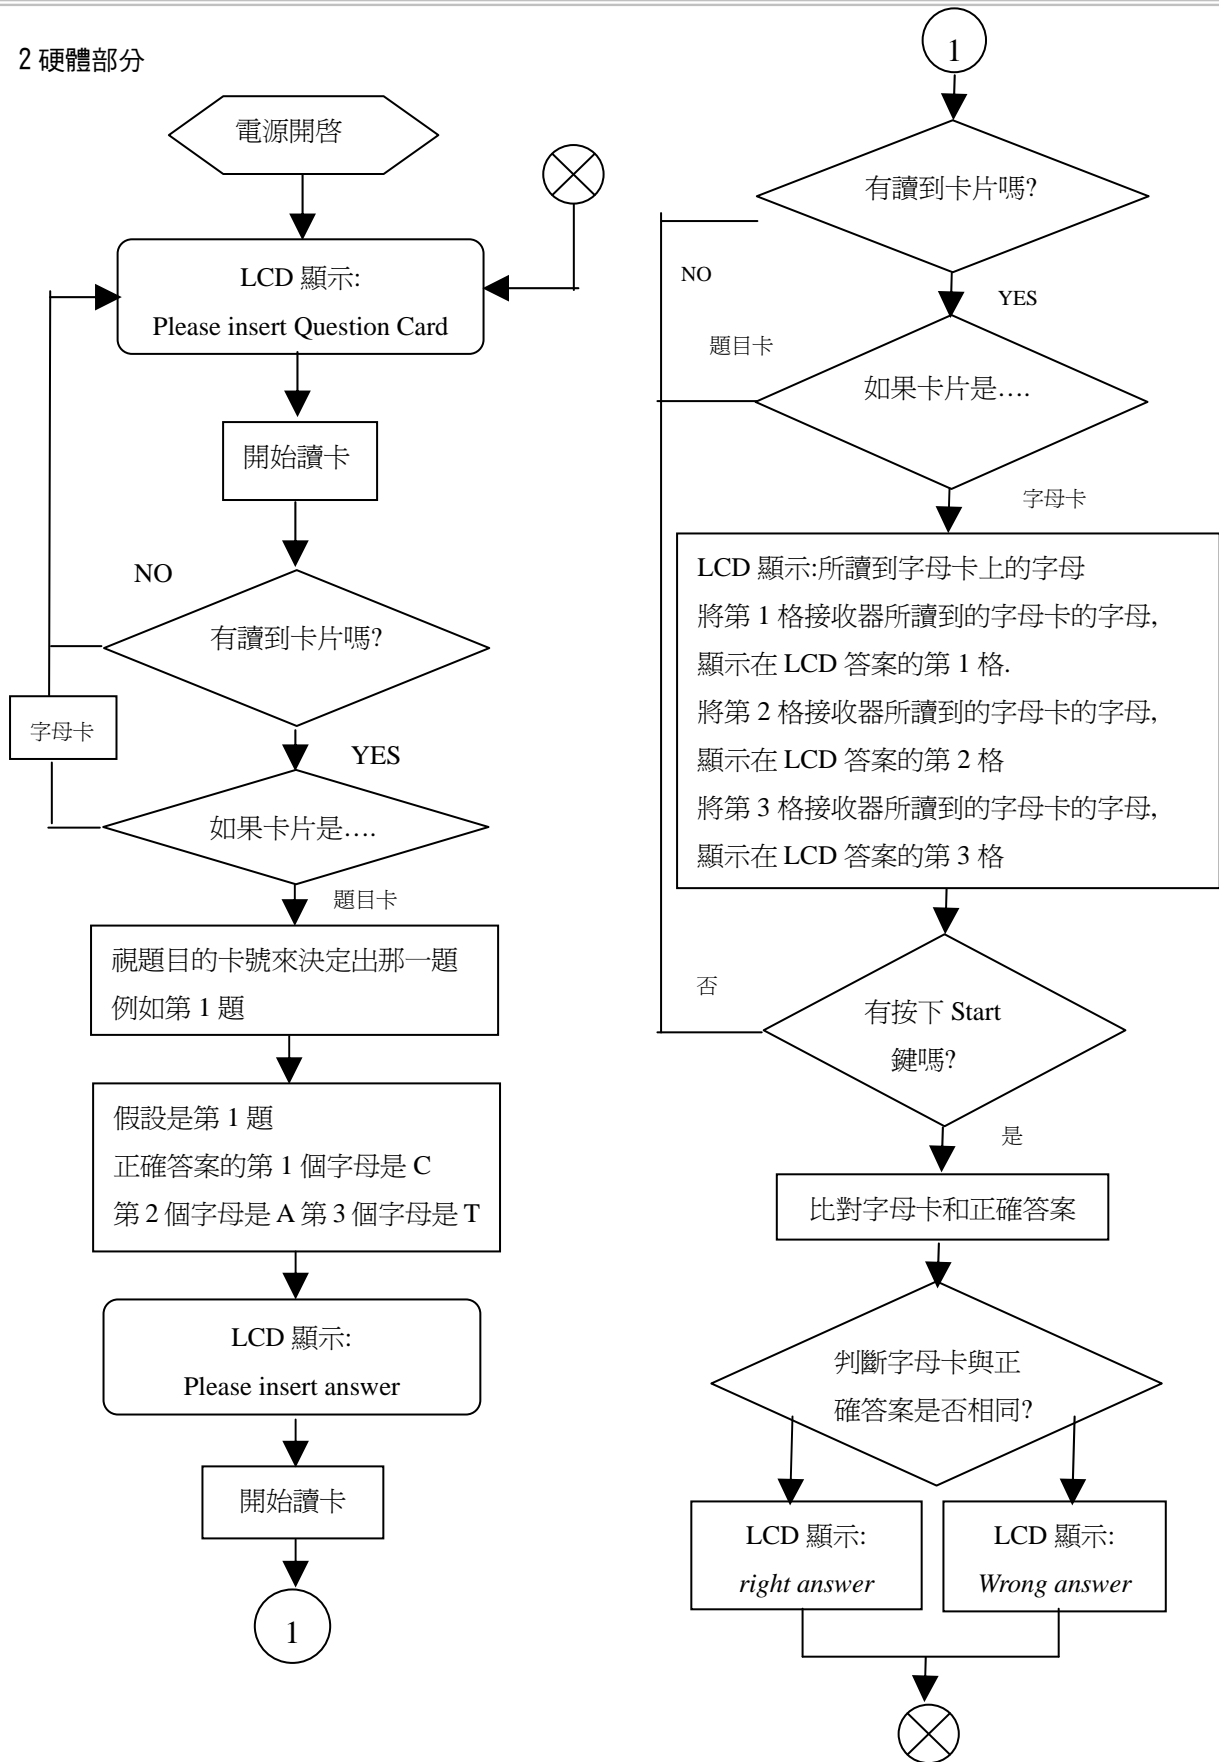 2 硬體部分
電源開啓
LCD 顯示:
Please insert Question Card
開始讀卡
NO
有讀到卡片嗎?
字母卡
YES
如果卡片是….
題目卡
視題目的卡號來決定出那一題
例如第 1 題
假設是第 1 題
正確答案的第 1 個字母是 C
第 2 個字母是 A 第 3 個字母是 T
LCD 顯示:
Please insert answer
開始讀卡
1
1
有讀到卡片嗎?
NO
YES
題目卡
如果卡片是….
字母卡
LCD 顯示:所讀到字母卡上的字母
將第 1 格接收器所讀到的字母卡的字母,
顯示在 LCD 答案的第 1 格.
將第 2 格接收器所讀到的字母卡的字母,
顯示在 LCD 答案的第 2 格
將第 3 格接收器所讀到的字母卡的字母,
顯示在 LCD 答案的第 3 格
否
有按下 Start
鍵嗎?
是
比對字母卡和正確答案
判斷字母卡與正
確答案是否相同?
LCD 顯示:
right answer
LCD 顯示:
Wrong answer